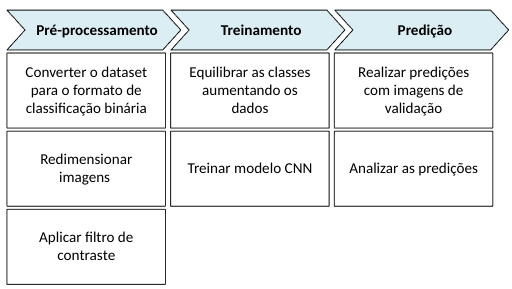 Pré-processamento
Treinamento
Predição
Converter o dataset
para o formato de
classificação binária
Equilibrar as classes
aumentando os
dados
Realizar predições
com imagens de
validação
Redimensionar
imagens
Treinar modelo CNN
Analizar as predições
Aplicar filtro de
contraste